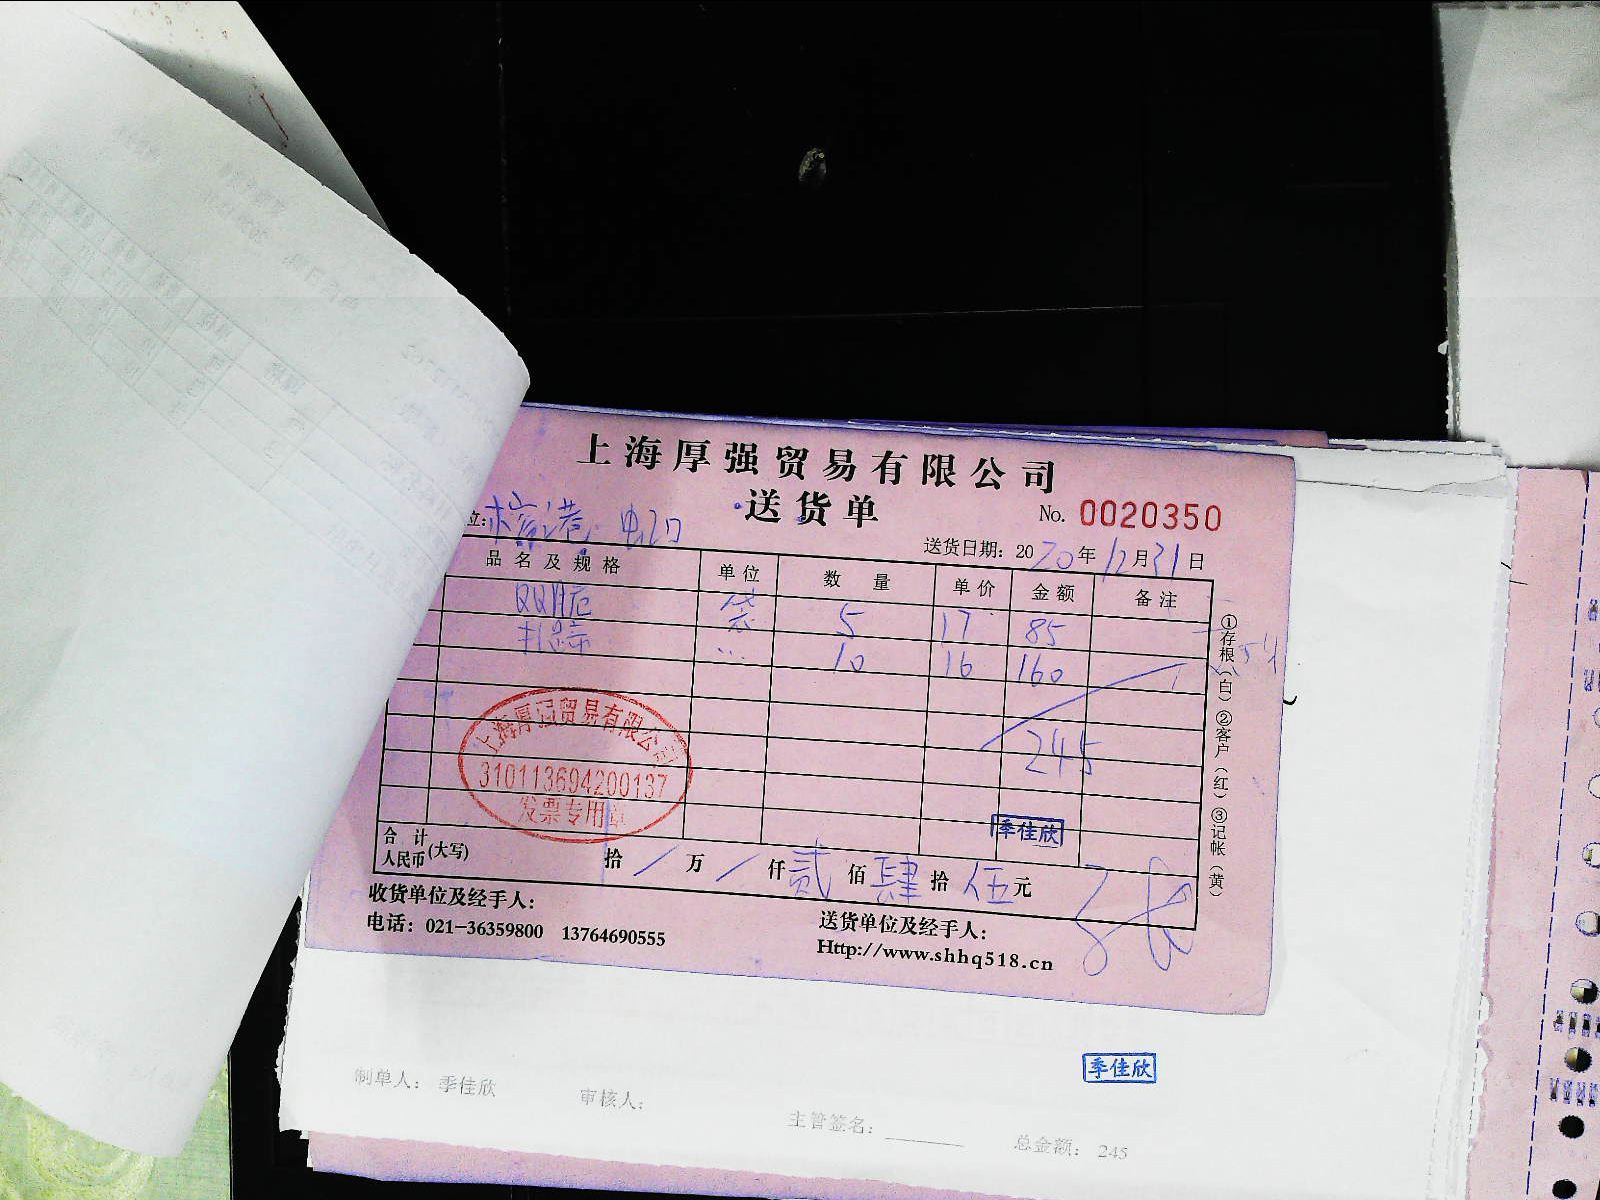 上海厚强贸易有限公司
送货单
No. 0020350
位: 港 虹口
送货日期: 2020年12月31日
品名及规格 单位 数量 单价 金额 备注
QQ 袋 5 17 85
扎蹄 ... 10 16 160
245
上海厚强贸易有限公司
310113694200137
发票专用章
季佳欣
合计
人民币(大写) 拾 / 万 / 仟 贰 佰 肆 拾 伍 元
收货单位及经手人:
送货单位及经手人:
电话: 021-36359800 13764690555
Http://www.shhq518.cn
①存根(白)②客户(红)③记帐(黄)
季佳欣
制单人: 季佳欣 审核人: 主管签名: 总金额: 245